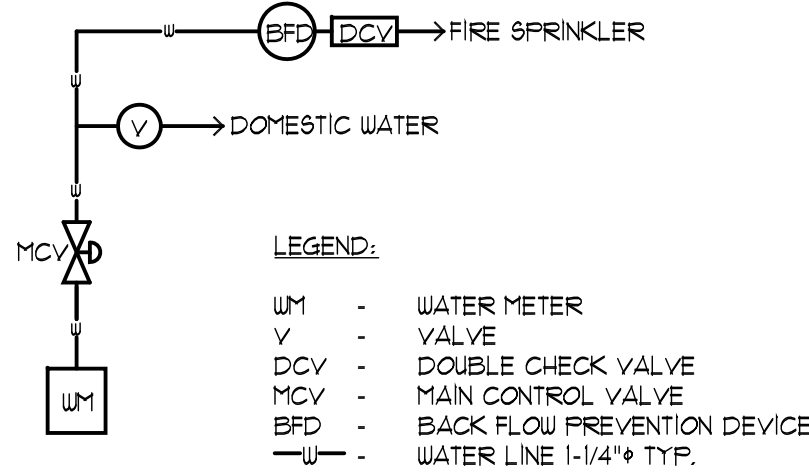 W BFD DCV FIRE SPRINKLER
W
V DOMESTIC WATER
W
MCV
W
WM
LEGEND:
WM - WATER METER
V - VALVE
DCV - DOUBLE CHECK VALVE
MCV - MAIN CONTROL VALVE
BFD - BACK FLOW PREVENTION DEVICE
W - WATER LINE 1-1/4"φ TYP.